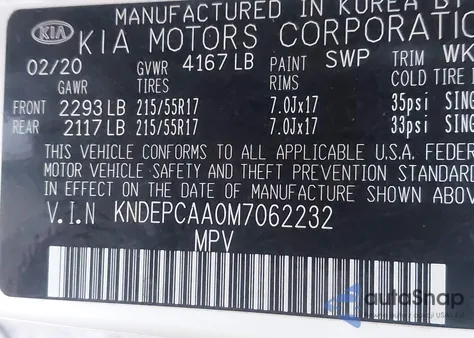 MANUFACTURED IN KOREA BY
KIA KIA MOTORS CORPORATION
02/20 GVWR 4167 LB PAINT SWP TRIM WK
GAWR TIRES RIMS COLD TIRE
FRONT 2293 LB 215/55R17 7.0Jx17 35psi SING
REAR 2117 LB 215/55R17 7.0Jx17 33psi SING
THIS VEHICLE CONFORMS TO ALL APPLICABLE U.S.A. FEDER
MOTOR VEHICLE SAFETY AND THEFT PREVENTION STANDARD
IN EFFECT ON THE DATE OF MANUFACTURE SHOWN ABOV
V.I.N KNDEPCAA0M7062232
MPV
autoSnap